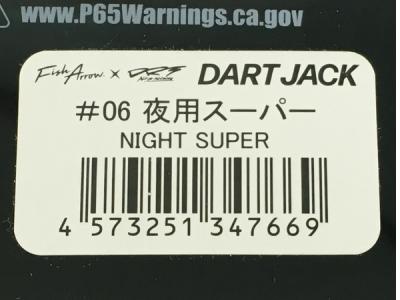 www.P65Warnings.ca.gov
Fish Arrow × DRT DART JACK
#06 夜用スーパー
NIGHT SUPER
4 573251 347669